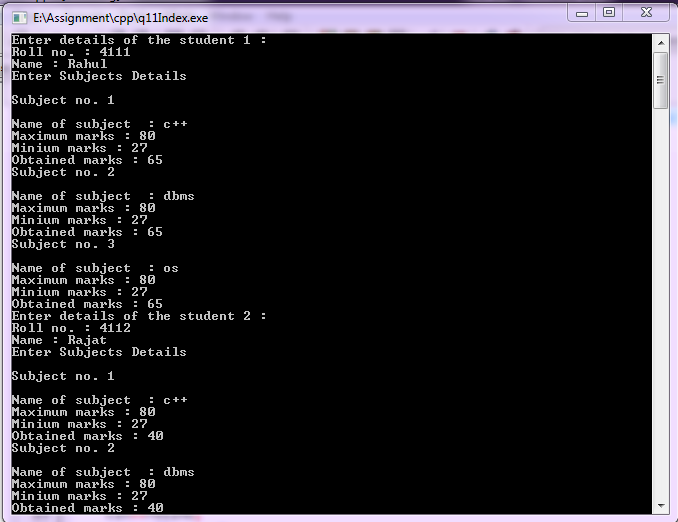 E:\Assignment\cpp\q11Index.exe
Enter details of the student 1 :
Roll no. : 4111
Name : Rahul
Enter Subjects Details
Subject no. 1
Name of subject  : c++
Maximum marks : 80
Minium marks : 27
Obtained marks : 65
Subject no. 2
Name of subject  : dbms
Maximum marks : 80
Minium marks : 27
Obtained marks : 65
Subject no. 3
Name of subject  : os
Maximum marks : 80
Minium marks : 27
Obtained marks : 65
Enter details of the student 2 :
Roll no. : 4112
Name : Rajat
Enter Subjects Details
Subject no. 1
Name of subject  : c++
Maximum marks : 80
Minium marks : 27
Obtained marks : 40
Subject no. 2
Name of subject  : dbms
Maximum marks : 80
Minium marks : 27
Obtained marks : 40